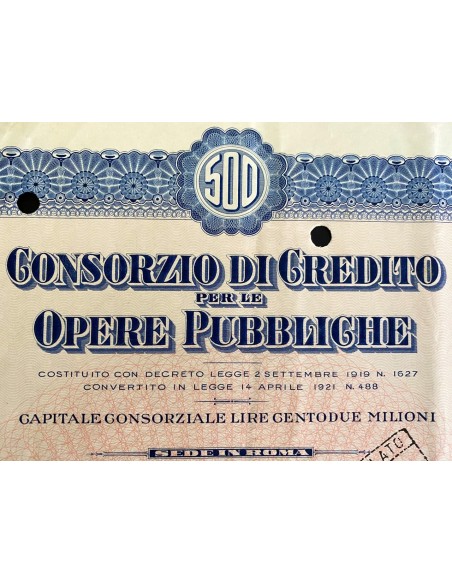 500
CONSORZIO DI CREDITO
PER LE
OPERE PUBBLICHE
COSTITUITO CON DECRETO LEGGE 2 SETTEMBRE 1919 N. 1627
CONVERTITO IN LEGGE 14 APRILE 1921 N. 488
CAPITALE CONSORZIALE LIRE CENTODUE MILIONI
SEDE IN ROMA